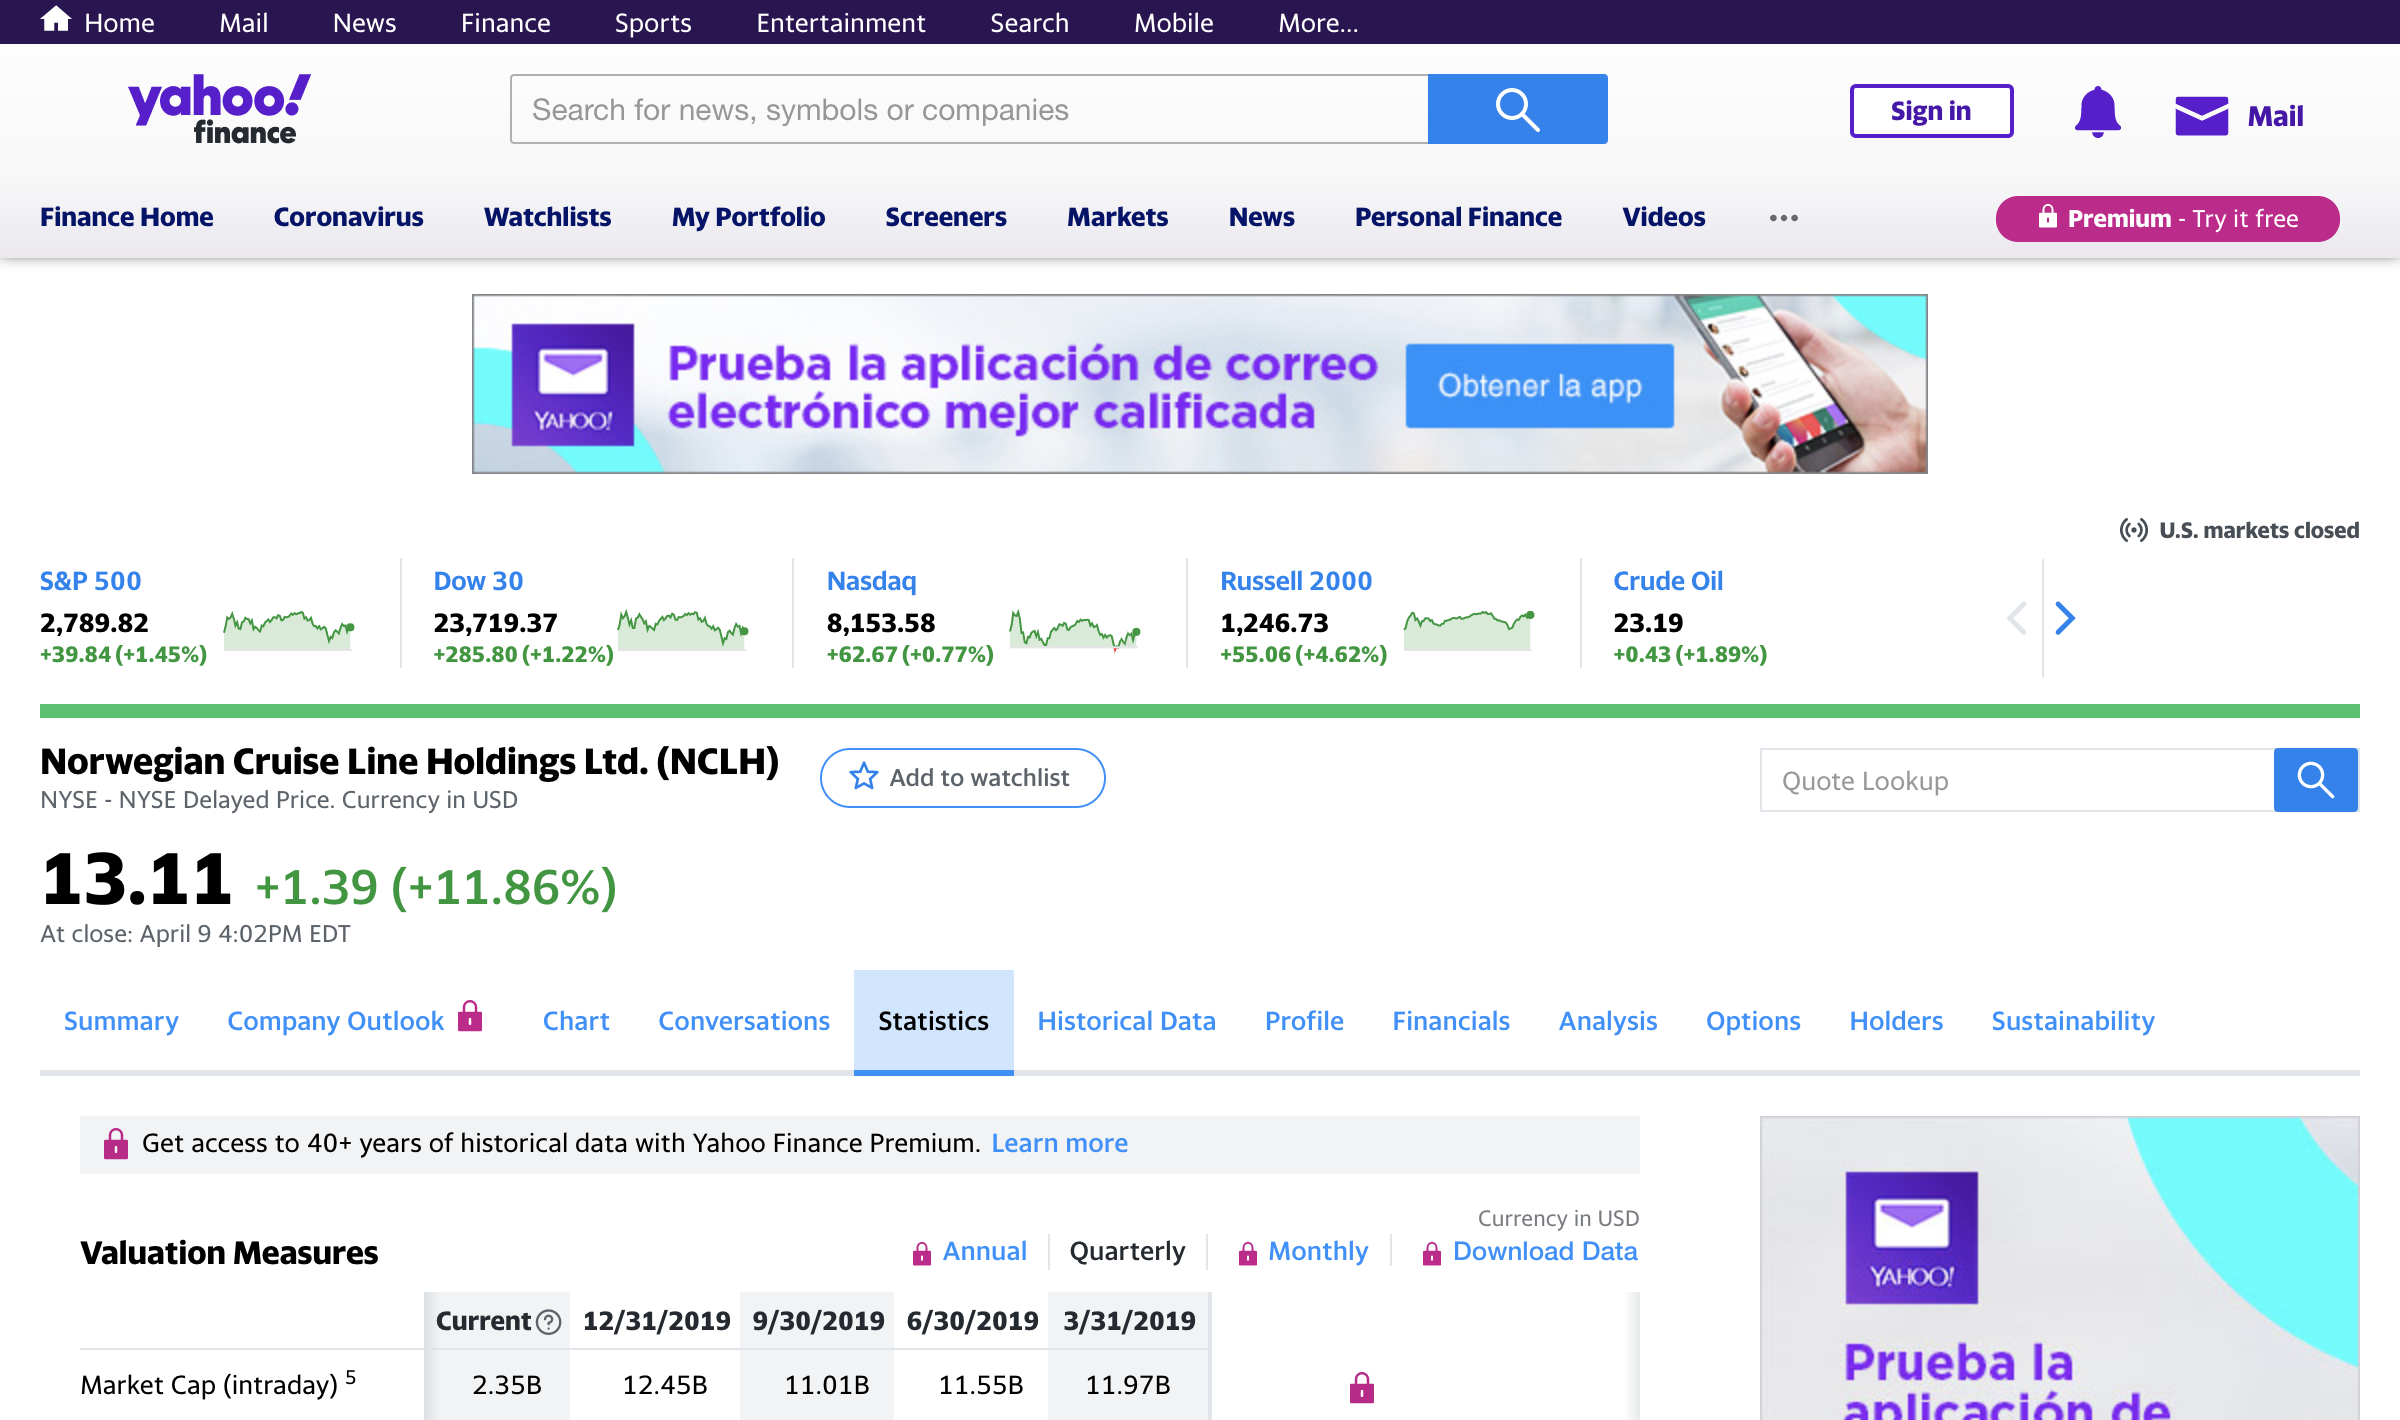 Home Mail News Finance Sports Entertainment Search Mobile More...
yahoo! finance
Search for news, symbols or companies
Sign in
Mail
Finance Home Coronavirus Watchlists My Portfolio Screeners Markets News Personal Finance Videos
Premium - Try it free
YAHOO!
Prueba la aplicación de correo
electrónico mejor calificada
Obtener la app
U.S. markets closed
S&P 500
2,789.82
+39.84 (+1.45%)
Dow 30
23,719.37
+285.80 (+1.22%)
Nasdaq
8,153.58
+62.67 (+0.77%)
Russell 2000
1,246.73
+55.06 (+4.62%)
Crude Oil
23.19
+0.43 (+1.89%)
Norwegian Cruise Line Holdings Ltd. (NCLH)
NYSE - NYSE Delayed Price. Currency in USD
Add to watchlist
Quote Lookup
13.11 +1.39 (+11.86%)
At close: April 9 4:02PM EDT
Summary Company Outlook Chart Conversations Statistics Historical Data Profile Financials Analysis Options Holders Sustainability
Get access to 40+ years of historical data with Yahoo Finance Premium. Learn more
Currency in USD
Valuation Measures
Annual Quarterly Monthly Download Data
Current ? 12/31/2019 9/30/2019 6/30/2019 3/31/2019
Market Cap (intraday) 5 2.35B 12.45B 11.01B 11.55B 11.97B
YAHOO!
Prueba la
aplicación de